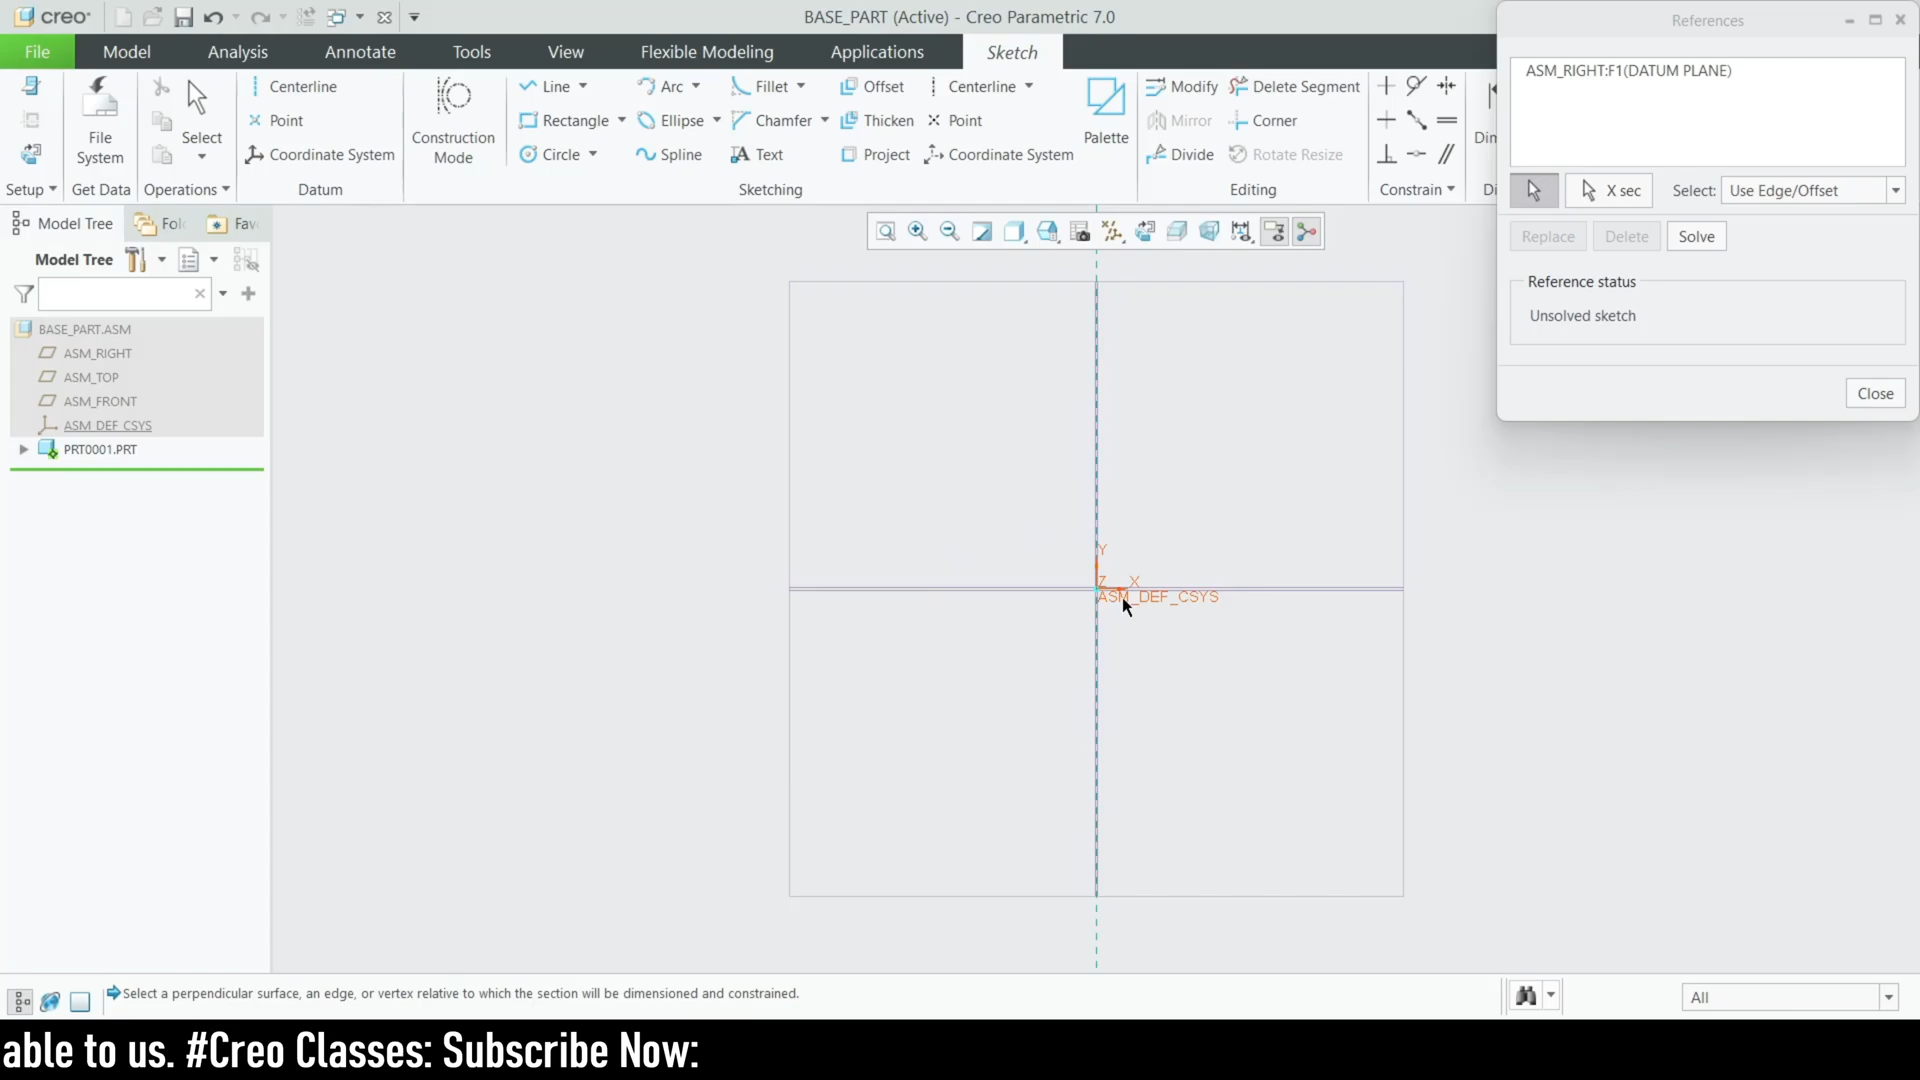 creo
BASE_PART (Active) - Creo Parametric 7.0
File Model Analysis Annotate Tools View Flexible Modeling Applications Sketch
Centerline
Point
Coordinate System
File System
Select
Construction Mode
Line Arc Fillet Offset Centerline
Rectangle Ellipse Chamfer Thicken Point
Circle Spline Text Project Coordinate System
Palette
Modify Delete Segment
Mirror Corner
Divide Rotate Resize
Setup Get Data Operations Datum Sketching Editing Constrain
References
ASM_RIGHT:F1(DATUM PLANE)
X sec Select: Use Edge/Offset
Replace Delete Solve
Reference status
Unsolved sketch
Close
Model Tree
Model Tree
BASE_PART.ASM
ASM_RIGHT
ASM_TOP
ASM_FRONT
ASM_DEF_CSYS
PRT0001.PRT
Y
Z X
ASM_DEF_CSYS
Select a perpendicular surface, an edge, or vertex relative to which the section will be dimensioned and constrained.
All
able to us. #Creo Classes: Subscribe Now: